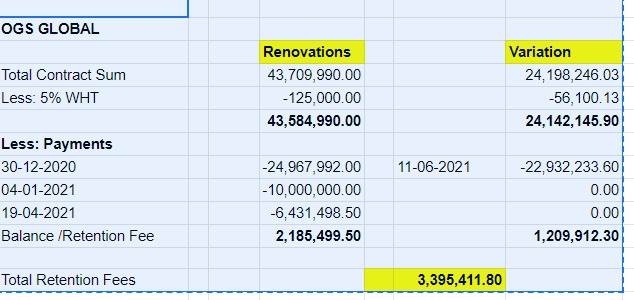 OGS GLOBAL
Renovations Variation
Total Contract Sum 43,709,990.00 24,198,246.03
Less: 5% WHT -125,000.00 -56,100.13
43,584,990.00 24,142,145.90
Less: Payments
30-12-2020 -24,967,992.00 11-06-2021 -22,932,233.60
04-01-2021 -10,000,000.00 0.00
19-04-2021 -6,431,498.50 0.00
Balance /Retention Fee 2,185,499.50 1,209,912.30
Total Retention Fees 3,395,411.80